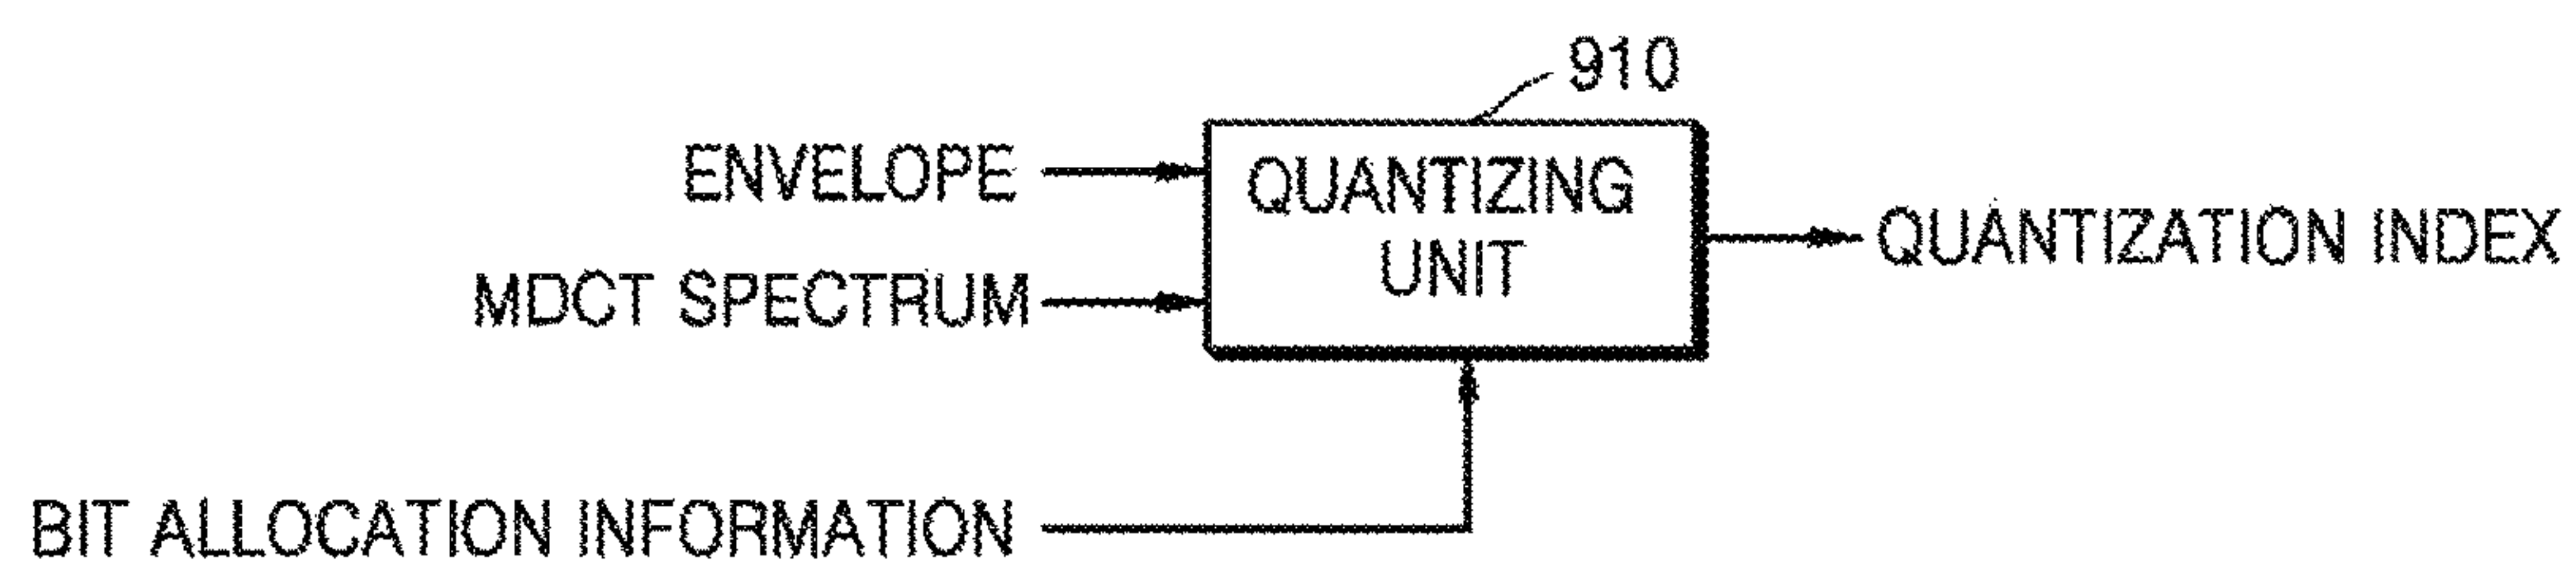 910
ENVELOPE
QUANTIZING
UNIT
QUANTIZATION INDEX
MDCT SPECTRUM
BIT ALLOCATION INFORMATION